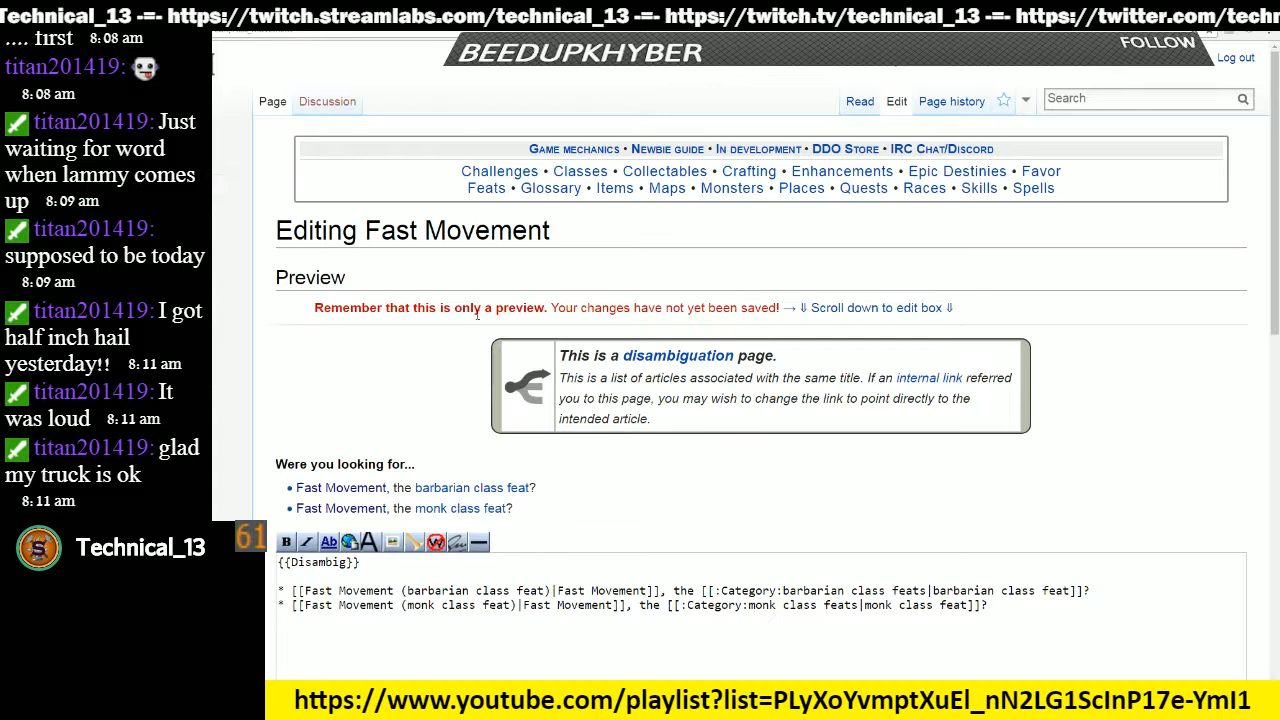 Technical_13 -=- https://twitch.streamlabs.com/technical_13 -=- https://twitch.tv/technical_13 -=- https://twitter.com/techn
.... first 8:08 am
titan201419:
8:08 am
titan201419: Just
waiting for word
when lammy comes
up 8:09 am
titan201419:
supposed to be today
8:09 am
titan201419: I got
half inch hail
yesterday!! 8:11 am
titan201419: It
was loud 8:11 am
titan201419: glad
my truck is ok
8:11 am
Technical_13
61
BEEDUPKHYBER
FOLLOW
Log out
Page Discussion Read Edit Page history Search
Game mechanics • Newbie guide • In development • DDO Store • IRC Chat/Discord
Challenges • Classes • Collectables • Crafting • Enhancements • Epic Destinies • Favor
Feats • Glossary • Items • Maps • Monsters • Places • Quests • Races • Skills • Spells
Editing Fast Movement
Preview
Remember that this is only a preview. Your changes have not yet been saved! → ⇓ Scroll down to edit box ⇓
This is a disambiguation page.
This is a list of articles associated with the same title. If an internal link referred
you to this page, you may wish to change the link to point directly to the
intended article.
Were you looking for...
• Fast Movement, the barbarian class feat?
• Fast Movement, the monk class feat?
B I Ab A W
{{Disambig}}
* [[Fast Movement (barbarian class feat)|Fast Movement]], the [[:Category:barbarian class feats|barbarian class feat]]?
* [[Fast Movement (monk class feat)|Fast Movement]], the [[:Category:monk class feats|monk class feat]]?
https://www.youtube.com/playlist?list=PLyXoYvmptXuEl_nN2LG1ScInP17e-YmI1